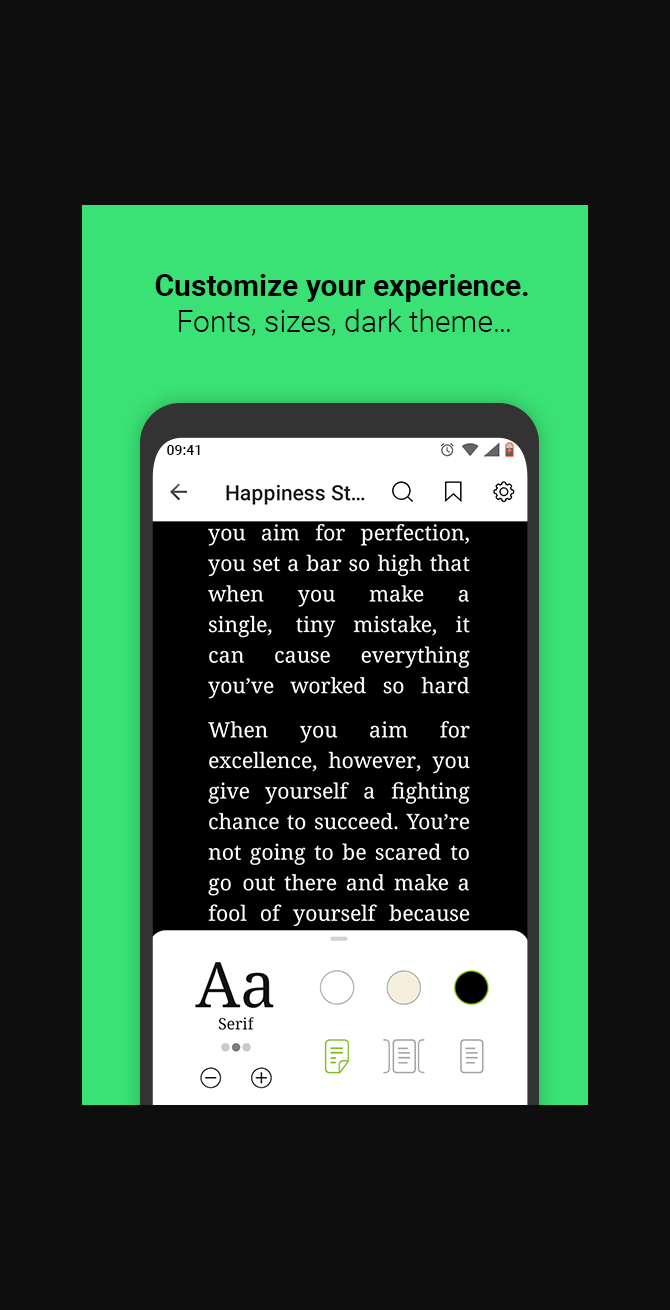 Customize your experience.
Fonts, sizes, dark theme...
09:41
Happiness St...
you aim for perfection,
you set a bar so high that
when you make a
single, tiny mistake, it
can cause everything
you’ve worked so hard
When you aim for
excellence, however, you
give yourself a fighting
chance to succeed. You’re
not going to be scared to
go out there and make a
fool of yourself because
Aa
Serif